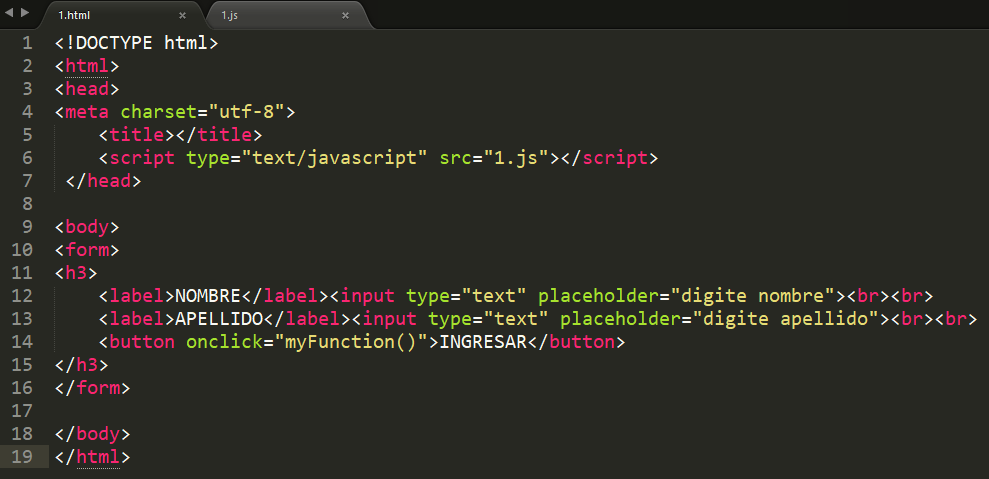 1.html × 1.js ×
1 <!DOCTYPE html>
2 <html>
3 <head>
4 <meta charset="utf-8">
5     <title></title>
6     <script type="text/javascript" src="1.js"></script>
7  </head>
8
9 <body>
10 <form>
11 <h3>
12     <label>NOMBRE</label><input type="text" placeholder="digite nombre"><br><br>
13     <label>APELLIDO</label><input type="text" placeholder="digite apellido"><br><br>
14     <button onclick="myFunction()">INGRESAR</button>
15 </h3>
16 </form>
17
18 </body>
19 </html>